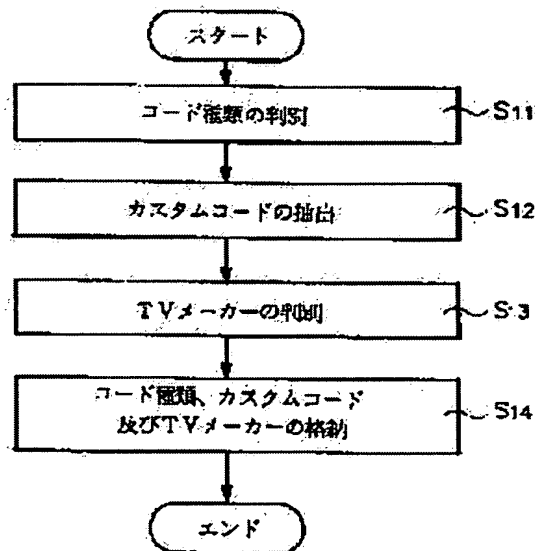 スタート
コード種類の判別
S11
カスタムコードの抽出
S12
TVメーカーの判別
S13
コード種類、カスタムコード
及びTVメーカーの格納
S14
エンド